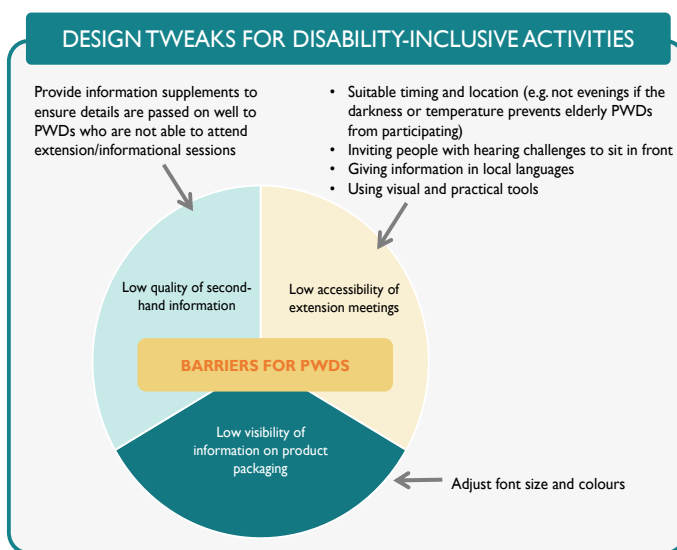 DESIGN TWEAKS FOR DISABILITY-INCLUSIVE ACTIVITIES
Provide information supplements to
ensure details are passed on well to
PWDs who are not able to attend
extension/informational sessions
• Suitable timing and location (e.g. not evenings if the
darkness or temperature prevents elderly PWDs
from participating)
• Inviting people with hearing challenges to sit in front
• Giving information in local languages
• Using visual and practical tools
Low quality of second-
hand information
Low accessibility of
extension meetings
BARRIERS FOR PWDS
Low visibility of
information on product
packaging
Adjust font size and colours